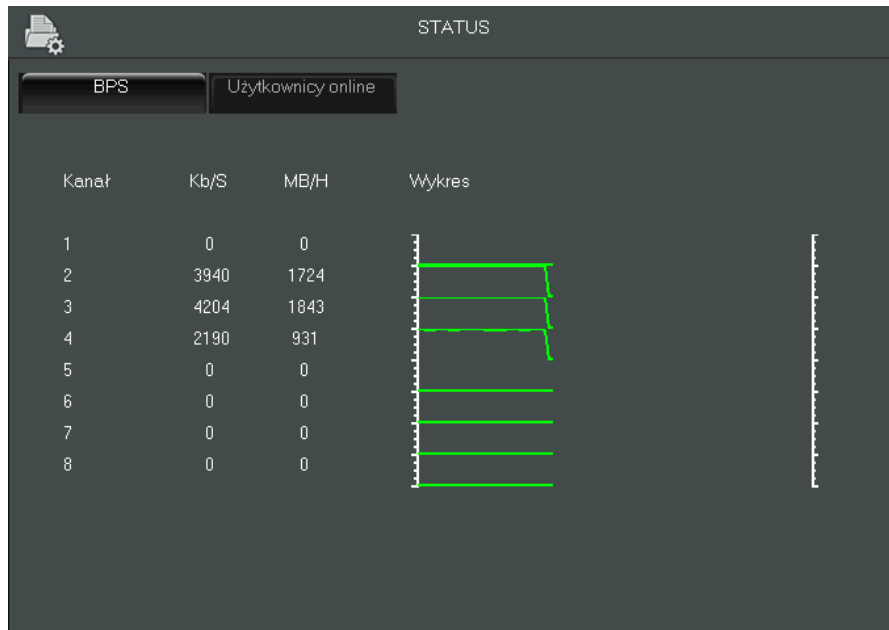 STATUS
BPS Użytkownicy online
Kanał Kb/S MB/H Wykres
1 0 0
2 3940 1724
3 4204 1843
4 2190 931
5 0 0
6 0 0
7 0 0
8 0 0